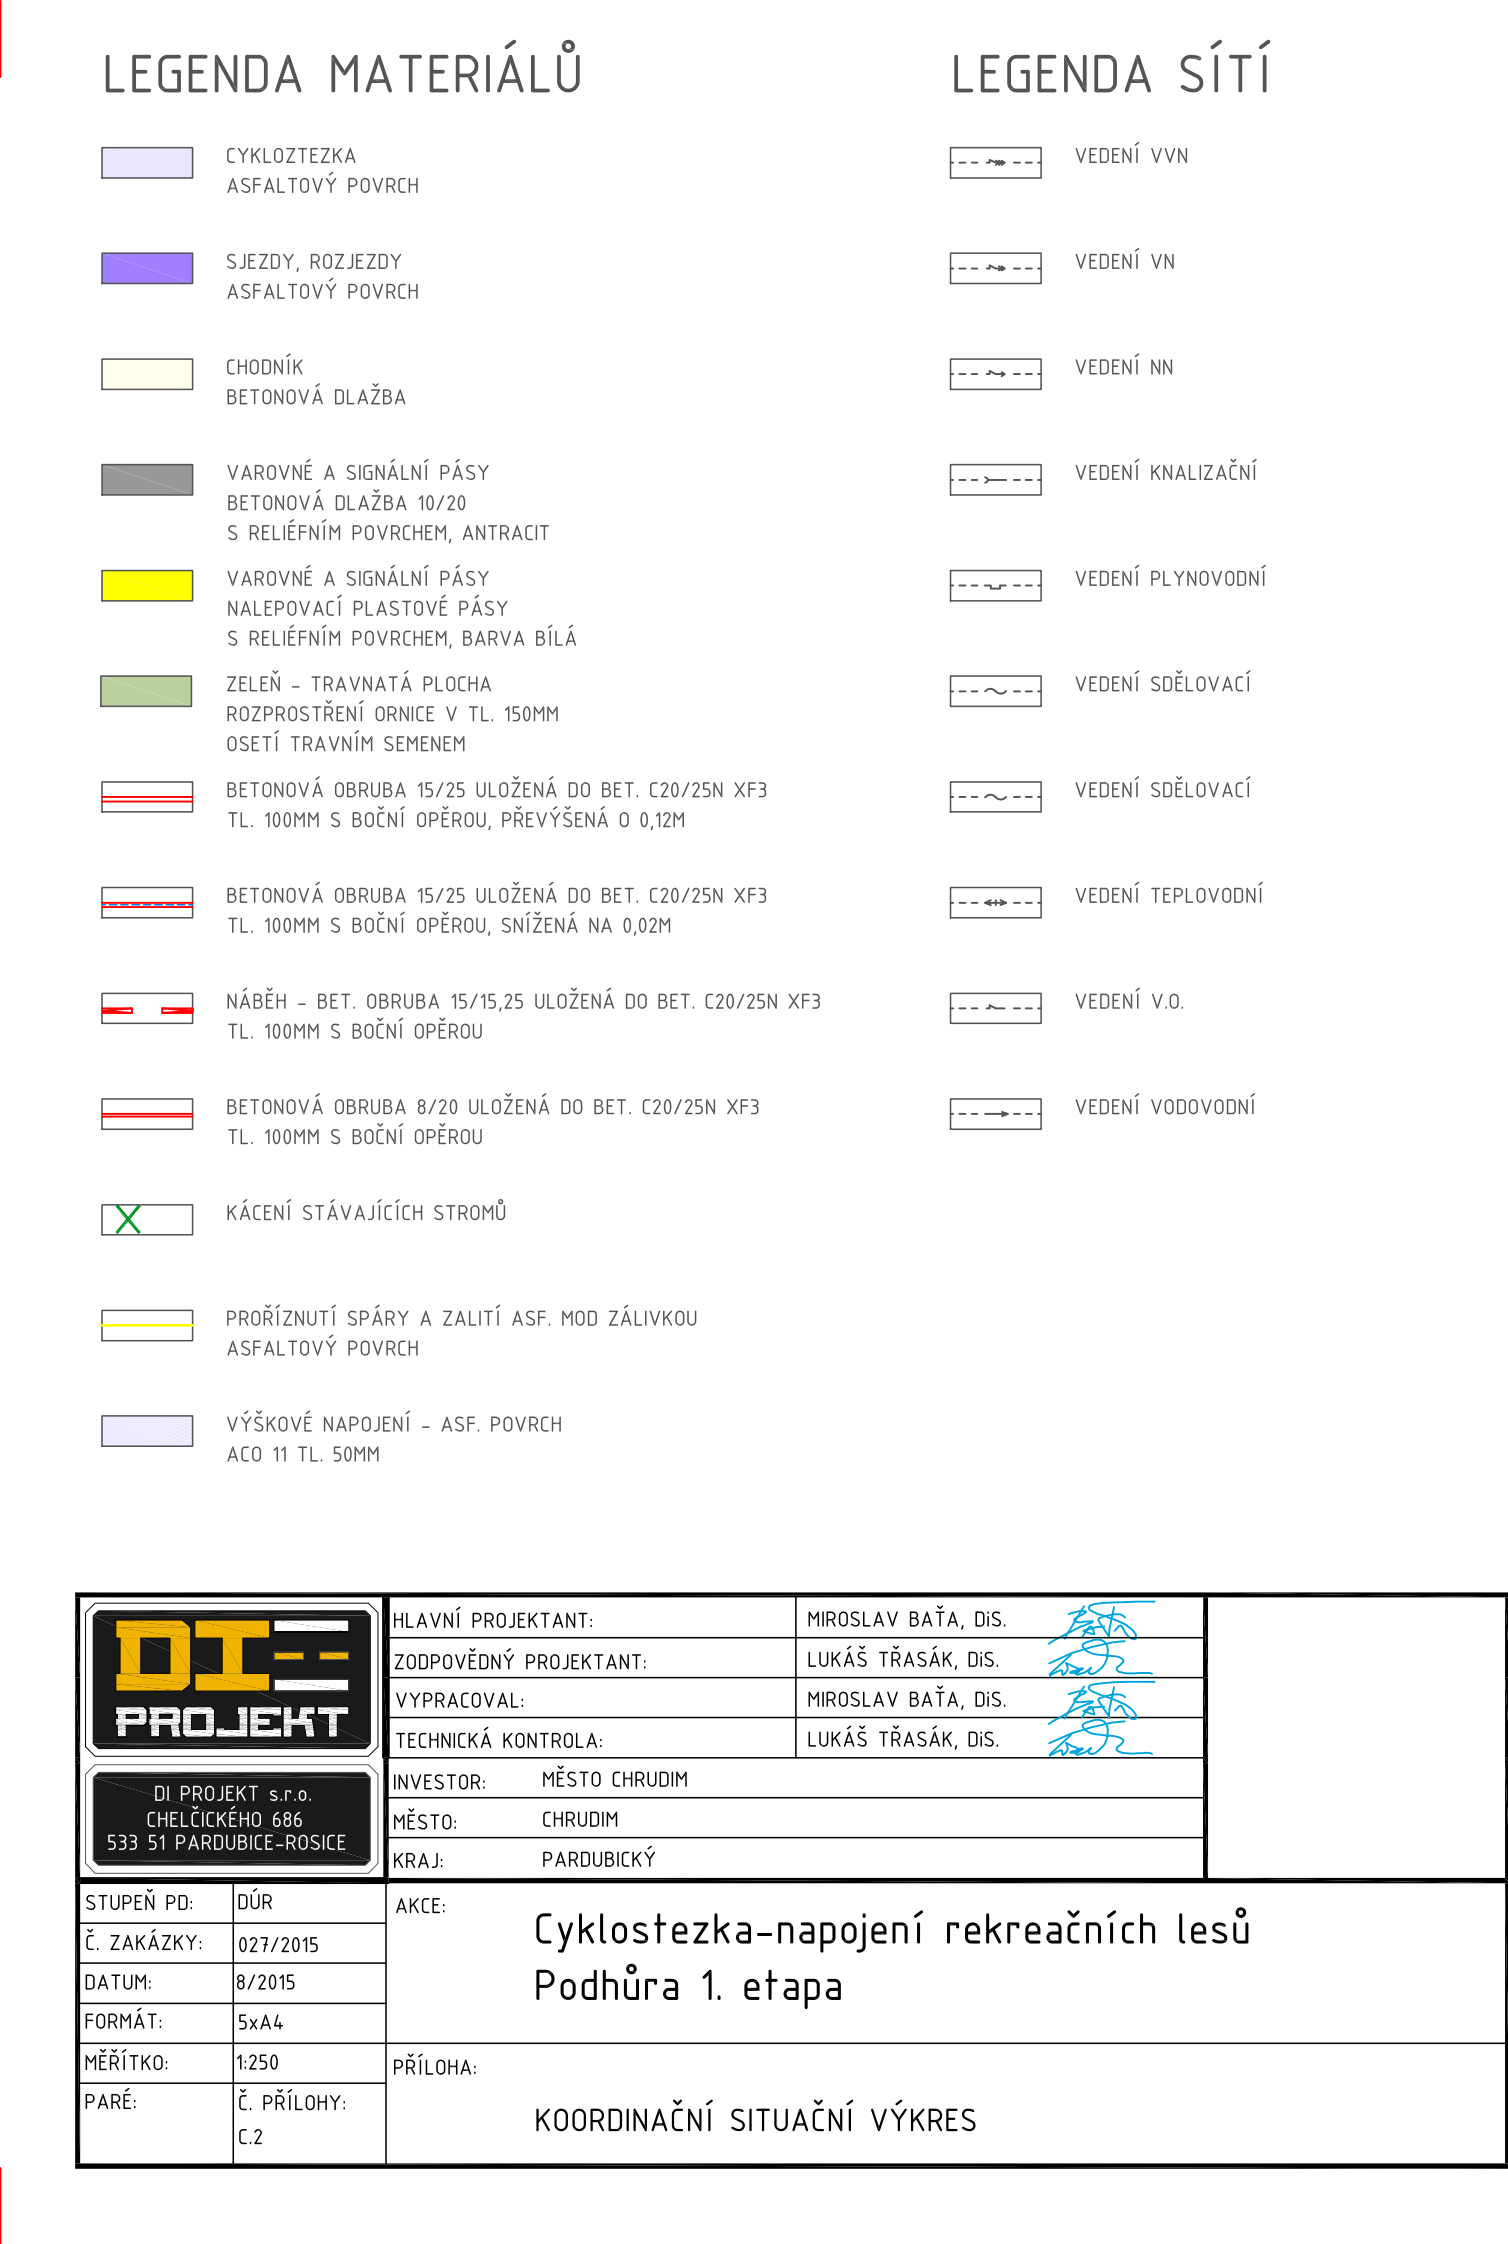 LEGENDA MATERIÁLŮ
CYKLOZTEZKA
ASFALTOVÝ POVRCH
SJEZDY, ROZJEZDY
ASFALTOVÝ POVRCH
CHODNÍK
BETONOVÁ DLAŽBA
VAROVNÉ A SIGNÁLNÍ PÁSY
BETONOVÁ DLAŽBA 10/20
S RELIÉFNÍM POVRCHEM, ANTRACIT
VAROVNÉ A SIGNÁLNÍ PÁSY
NALEPOVACÍ PLASTOVÉ PÁSY
S RELIÉFNÍM POVRCHEM, BARVA BÍLÁ
ZELEŇ - TRAVNATÁ PLOCHA
ROZPROSTŘENÍ ORNICE V TL. 150MM
OSETÍ TRAVNÍM SEMENEM
BETONOVÁ OBRUBA 15/25 ULOŽENÁ DO BET. C20/25N XF3
TL. 100MM S BOČNÍ OPĚROU, PŘEVÝŠENÁ O 0,12M
BETONOVÁ OBRUBA 15/25 ULOŽENÁ DO BET. C20/25N XF3
TL. 100MM S BOČNÍ OPĚROU, SNÍŽENÁ NA 0,02M
NÁBĚH - BET. OBRUBA 15/15,25 ULOŽENÁ DO BET. C20/25N XF3
TL. 100MM S BOČNÍ OPĚROU
BETONOVÁ OBRUBA 8/20 ULOŽENÁ DO BET. C20/25N XF3
TL. 100MM S BOČNÍ OPĚROU
KÁCENÍ STÁVAJÍCÍCH STROMŮ
PROŘÍZNUTÍ SPÁRY A ZALITÍ ASF. MOD ZÁLIVKOU
ASFALTOVÝ POVRCH
VÝŠKOVÉ NAPOJENÍ - ASF. POVRCH
ACO 11 TL. 50MM
LEGENDA SÍTÍ
VEDENÍ VVN
VEDENÍ VN
VEDENÍ NN
VEDENÍ KNALIZAČNÍ
VEDENÍ PLYNOVODNÍ
VEDENÍ SDĚLOVACÍ
VEDENÍ SDĚLOVACÍ
VEDENÍ TEPLOVODNÍ
VEDENÍ V.O.
VEDENÍ VODOVODNÍ
DI
PROJEKT
DI PROJEKT s.r.o.
CHELČICKÉHO 686
533 51 PARDUBICE-ROSICE
HLAVNÍ PROJEKTANT: MIROSLAV BAŤA, DiS.
ZODPOVĚDNÝ PROJEKTANT: LUKÁŠ TŘASÁK, DiS.
VYPRACOVAL: MIROSLAV BAŤA, DiS.
TECHNICKÁ KONTROLA: LUKÁŠ TŘASÁK, DiS.
INVESTOR: MĚSTO CHRUDIM
MĚSTO: CHRUDIM
KRAJ: PARDUBICKÝ
STUPEŇ PD: DÚR
Č. ZAKÁZKY: 027/2015
DATUM: 8/2015
FORMÁT: 5xA4
MĚŘÍTKO: 1:250
PARÉ: Č. PŘÍLOHY:
C.2
AKCE:
Cyklostezka-napojení rekreačních lesů
Podhůra 1. etapa
PŘÍLOHA:
KOORDINAČNÍ SITUAČNÍ VÝKRES